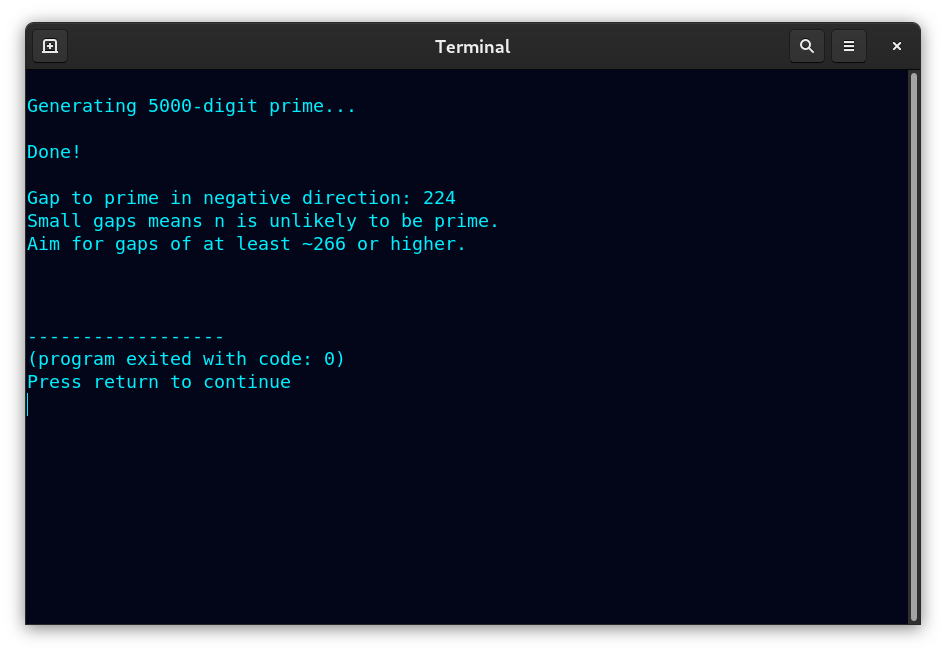 Terminal
Generating 5000-digit prime...
Done!
Gap to prime in negative direction: 224
Small gaps means n is unlikely to be prime.
Aim for gaps of at least ~266 or higher.
------------------
(program exited with code: 0)
Press return to continue